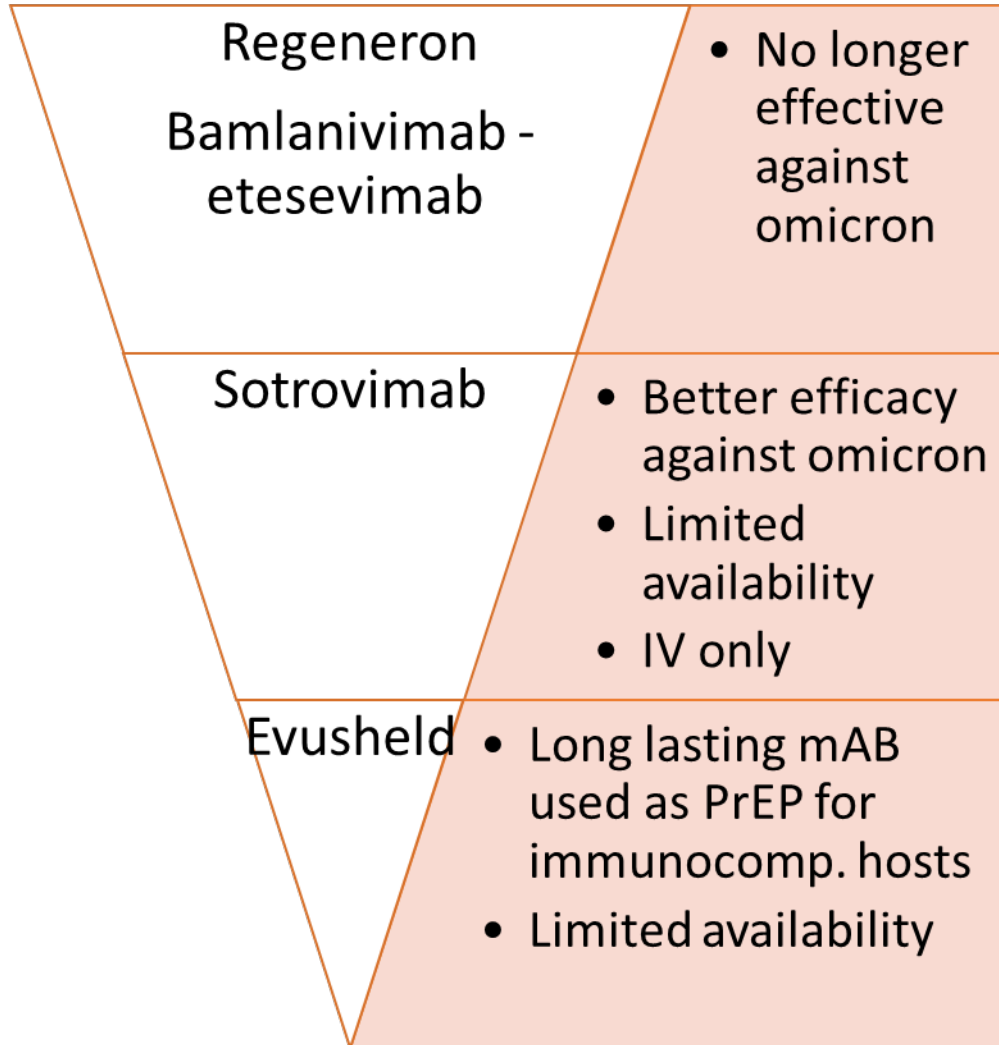 Regeneron
Bamlanivimab -
etesevimab
• No longer
effective
against
omicron
Sotrovimab
• Better efficacy
against omicron
• Limited
availability
• IV only
Evusheld
• Long lasting mAB
used as PrEP for
immunocomp. hosts
• Limited availability